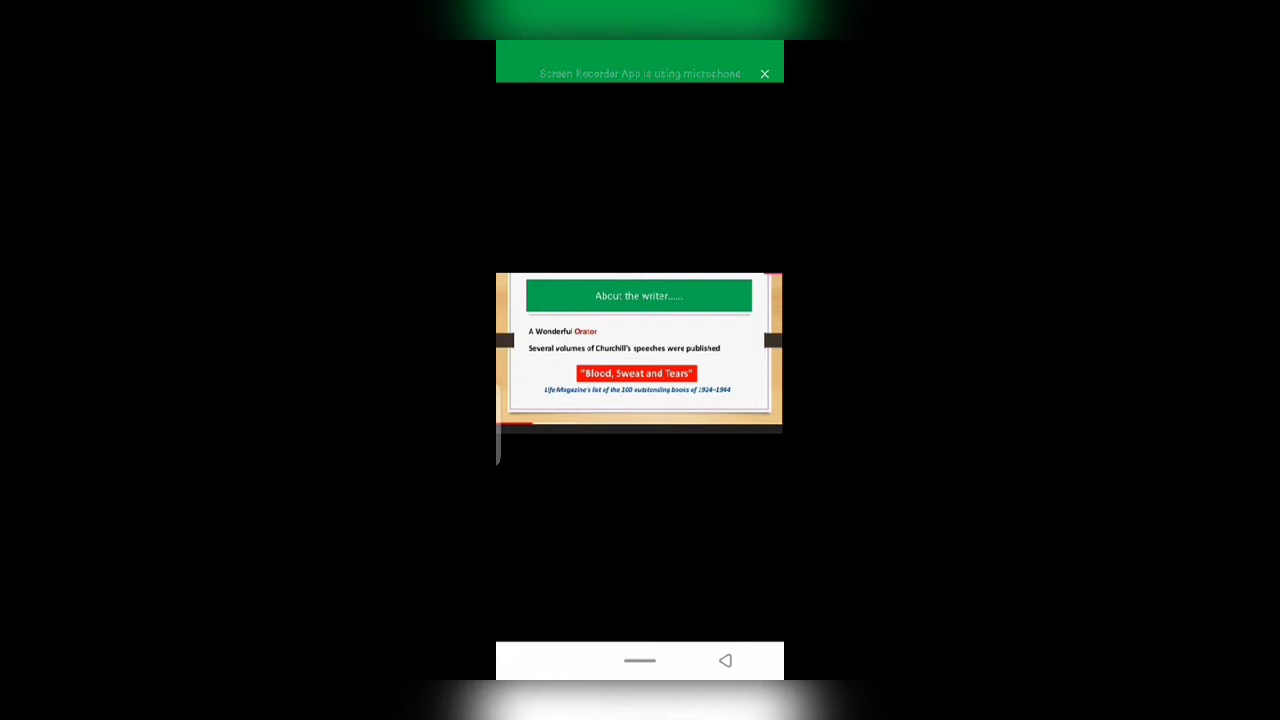 Screen Recorder App is using microphone
About the writer......
A Wonderful Orator
Several volumes of Churchill's speeches were published
"Blood, Sweat and Tears"
Life Magazine's list of the 100 outstanding books of 1924–1944